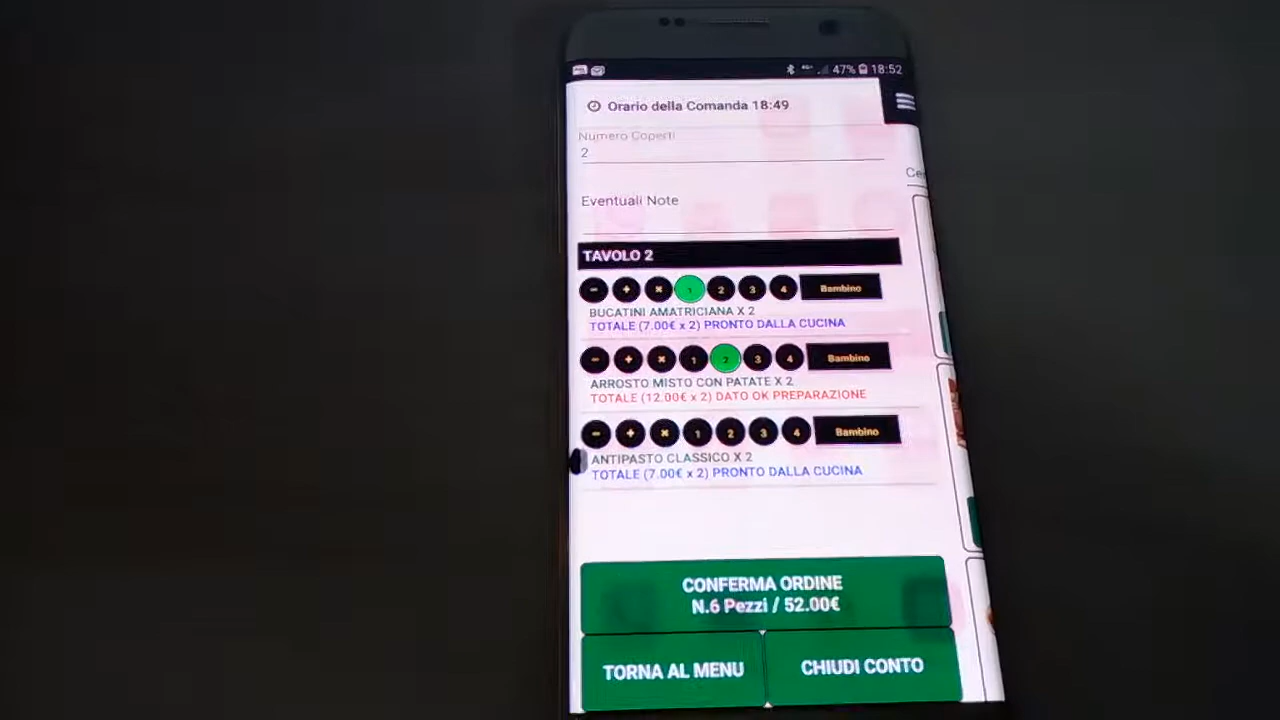 47% 18:52
Orario della Comanda 18:49
Numero Coperti
2
Ce
Eventuali Note
TAVOLO 2
- + × 1 2 3 4 Bambino
BUCATINI AMATRICIANA X 2
TOTALE (7.00€ x 2) PRONTO DALLA CUCINA
- + × 1 2 3 4 Bambino
ARROSTO MISTO CON PATATE X 2
TOTALE (12.00€ x 2) DATO OK PREPARAZIONE
- + × 1 2 3 4 Bambino
ANTIPASTO CLASSICO X 2
TOTALE (7.00€ x 2) PRONTO DALLA CUCINA
CONFERMA ORDINE
N.6 Pezzi / 52.00€
TORNA AL MENU
CHIUDI CONTO